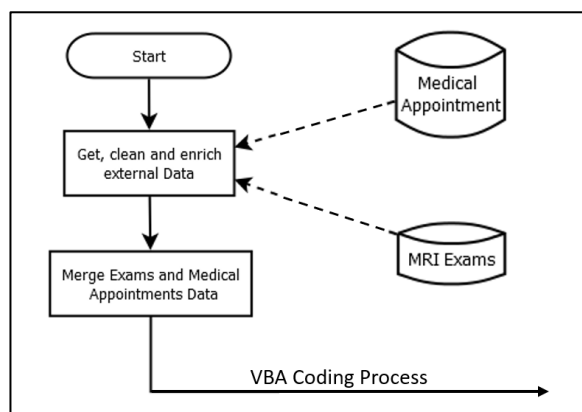 Start
Medical
Appointment
Get, clean and enrich
external Data
MRI Exams
Merge Exams and Medical
Appointments Data
VBA Coding Process